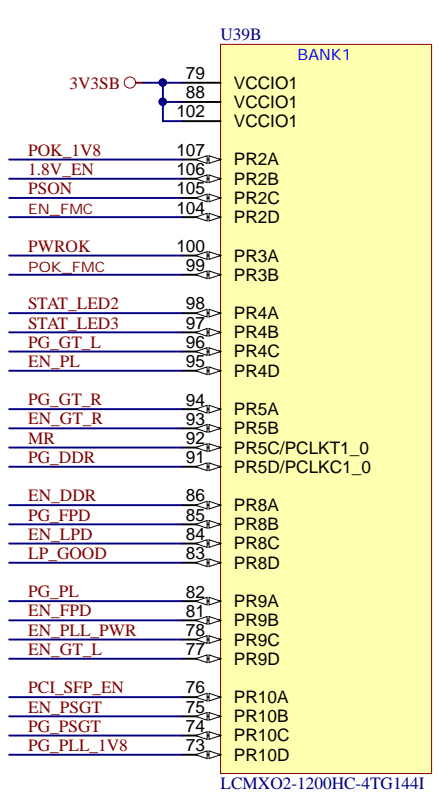 U39B
BANK1
3V3SB 79 VCCIO1
88 VCCIO1
102 VCCIO1
POK_1V8 107 PR2A
1.8V_EN 106 PR2B
PSON 105 PR2C
EN_FMC 104 PR2D
PWROK 100 PR3A
POK_FMC 99 PR3B
STAT_LED2 98 PR4A
STAT_LED3 97 PR4B
PG_GT_L 96 PR4C
EN_PL 95 PR4D
PG_GT_R 94 PR5A
EN_GT_R 93 PR5B
MR 92 PR5C/PCLKT1_0
PG_DDR 91 PR5D/PCLKC1_0
EN_DDR 86 PR8A
PG_FPD 85 PR8B
EN_LPD 84 PR8C
LP_GOOD 83 PR8D
PG_PL 82 PR9A
EN_FPD 81 PR9B
EN_PLL_PWR 78 PR9C
EN_GT_L 77 PR9D
PCI_SFP_EN 76 PR10A
EN_PSGT 75 PR10B
PG_PSGT 74 PR10C
PG_PLL_1V8 73 PR10D
LCMXO2-1200HC-4TG144I